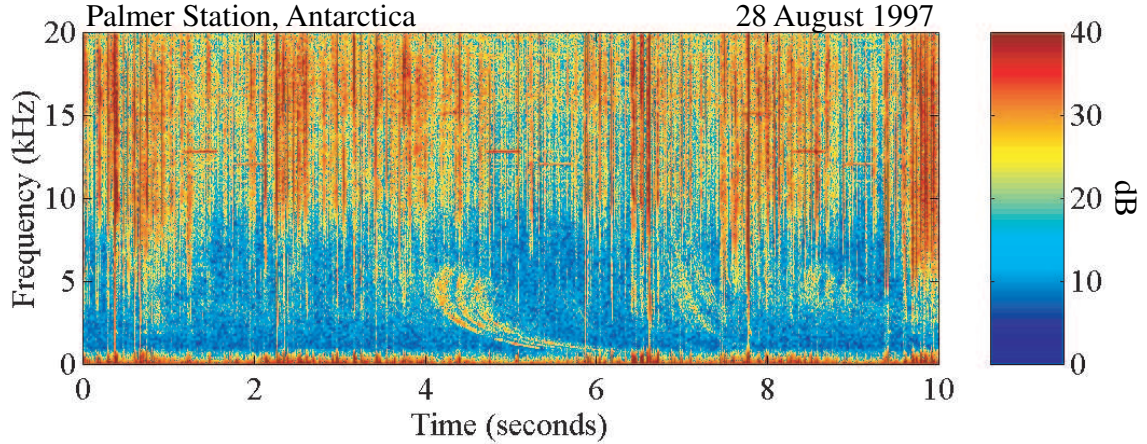 Palmer Station, Antarctica 28 August 1997
20
15
10
5
0
Frequency (kHz)
0 2 4 6 8 10
Time (seconds)
40
30
20
10
0
dB